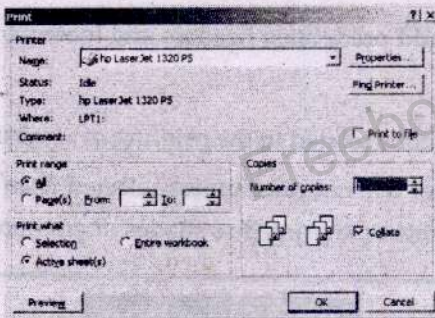 Print
Printer
Name: hp LaserJet 1320 PS
Properties...
Status: Idle
Find Printer...
Type: hp LaserJet 1320 PS
Where: LPT1:
Comment:
Print to file
Print range
All
Page(s) From: To:
Copies
Number of copies:
Collate
Print what
Selection
Entire workbook
Active sheet(s)
Preview
OK
Cancel